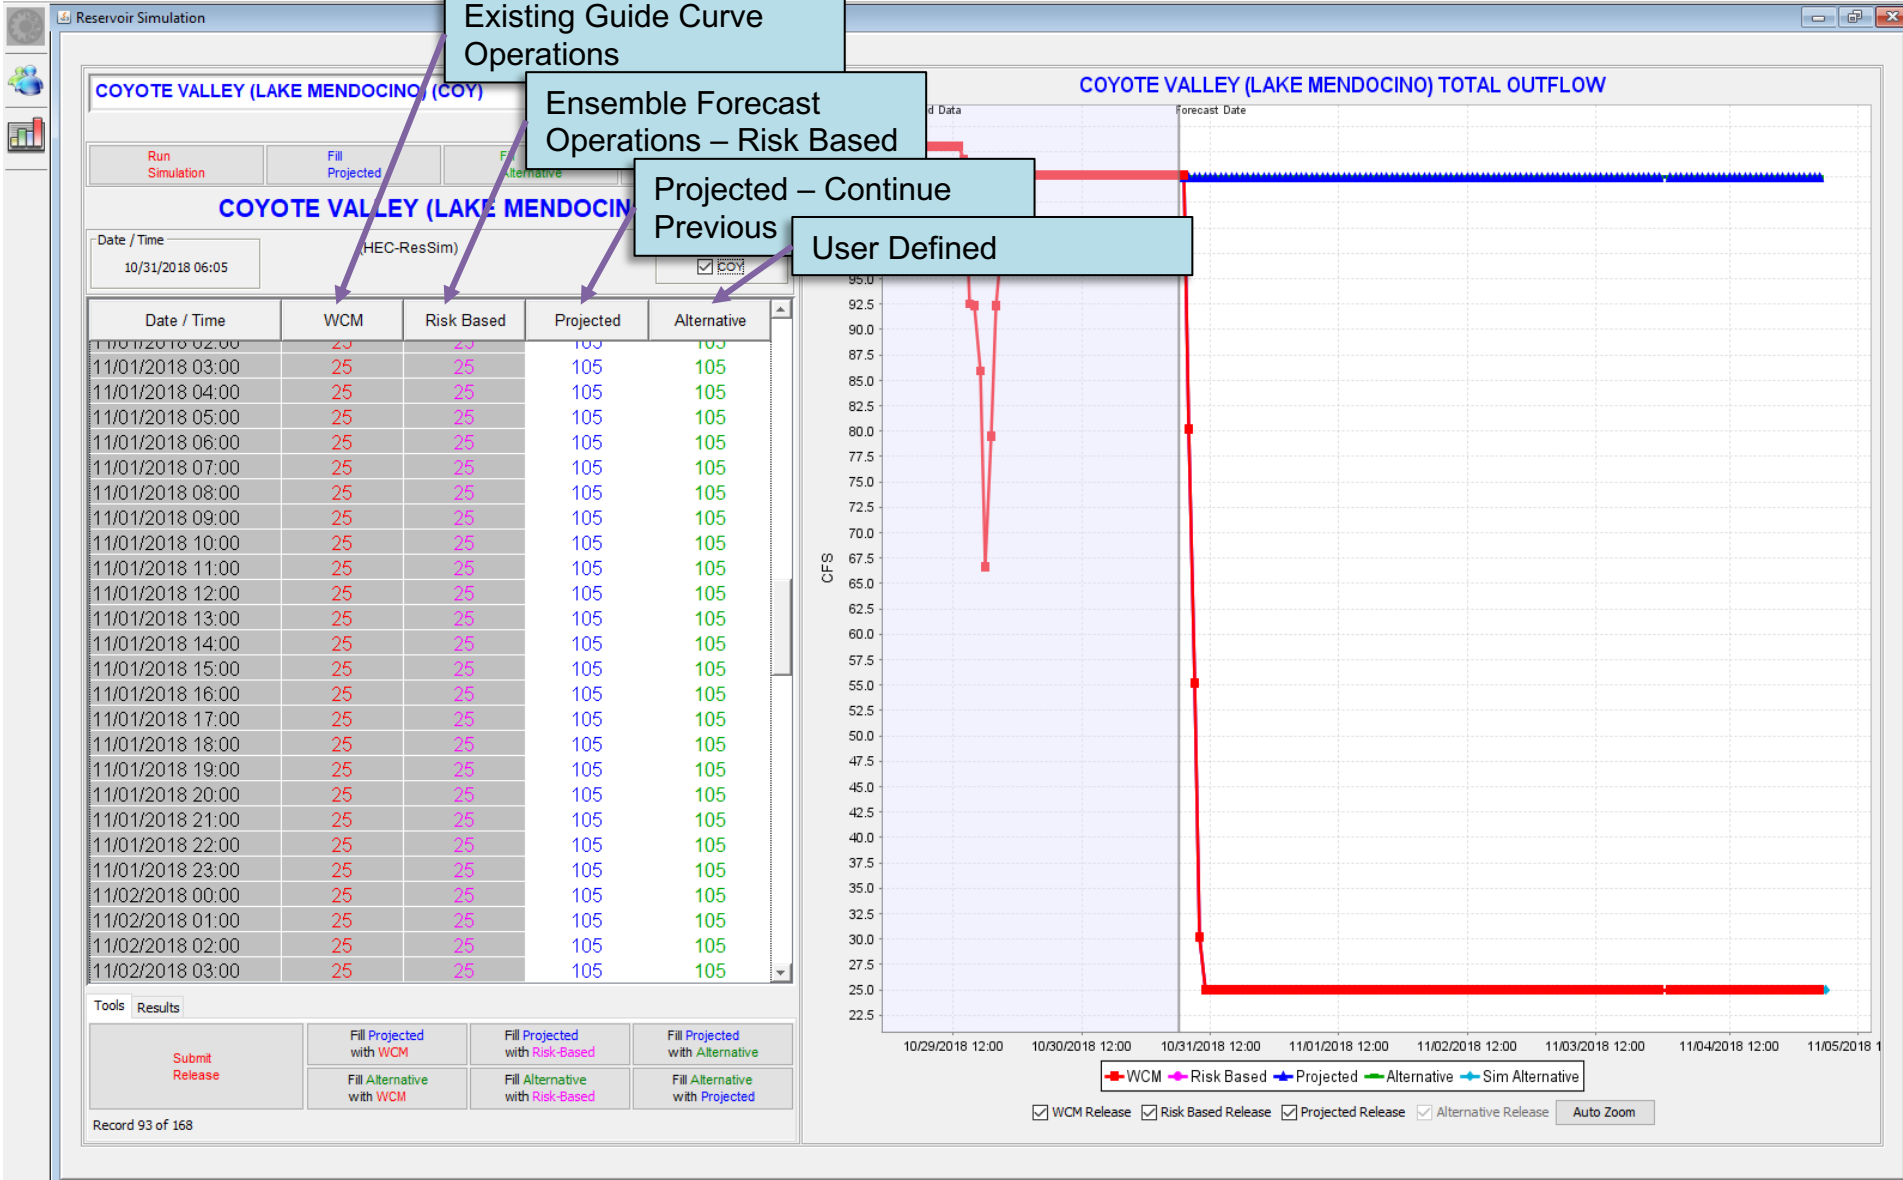 Reservoir Simulation
Existing Guide Curve
Operations
Ensemble Forecast
Operations – Risk Based
Projected – Continue
Previous
User Defined
COYOTE VALLEY (LAKE MENDOCINO) (COY)
Run
Simulation
Fill
Projected
COYOTE VALLEY (LAKE MENDOCIN
Date / Time
10/31/2018 06:05
(HEC-ResSim)
COY
Date / Time WCM Risk Based Projected Alternative
11/01/2018 02:00 25 25 105 105
11/01/2018 03:00 25 25 105 105
11/01/2018 04:00 25 25 105 105
11/01/2018 05:00 25 25 105 105
11/01/2018 06:00 25 25 105 105
11/01/2018 07:00 25 25 105 105
11/01/2018 08:00 25 25 105 105
11/01/2018 09:00 25 25 105 105
11/01/2018 10:00 25 25 105 105
11/01/2018 11:00 25 25 105 105
11/01/2018 12:00 25 25 105 105
11/01/2018 13:00 25 25 105 105
11/01/2018 14:00 25 25 105 105
11/01/2018 15:00 25 25 105 105
11/01/2018 16:00 25 25 105 105
11/01/2018 17:00 25 25 105 105
11/01/2018 18:00 25 25 105 105
11/01/2018 19:00 25 25 105 105
11/01/2018 20:00 25 25 105 105
11/01/2018 21:00 25 25 105 105
11/01/2018 22:00 25 25 105 105
11/01/2018 23:00 25 25 105 105
11/02/2018 00:00 25 25 105 105
11/02/2018 01:00 25 25 105 105
11/02/2018 02:00 25 25 105 105
11/02/2018 03:00 25 25 105 105
Tools Results
Submit
Release
Fill Projected
with WCM
Fill Projected
with Risk-Based
Fill Projected
with Alternative
Fill Alternative
with WCM
Fill Alternative
with Risk-Based
Fill Alternative
with Projected
Record 93 of 168
COYOTE VALLEY (LAKE MENDOCINO) TOTAL OUTFLOW
d Data
Forecast Date
95.0
92.5
90.0
87.5
85.0
82.5
80.0
77.5
75.0
72.5
70.0
67.5
65.0
62.5
60.0
57.5
55.0
52.5
50.0
47.5
45.0
42.5
40.0
37.5
35.0
32.5
30.0
27.5
25.0
22.5
CFS
10/29/2018 12:00 10/30/2018 12:00 10/31/2018 12:00 11/01/2018 12:00 11/02/2018 12:00 11/03/2018 12:00 11/04/2018 12:00 11/05/2018 1
WCM Risk Based Projected Alternative Sim Alternative
WCM Release Risk Based Release Projected Release Alternative Release Auto Zoom